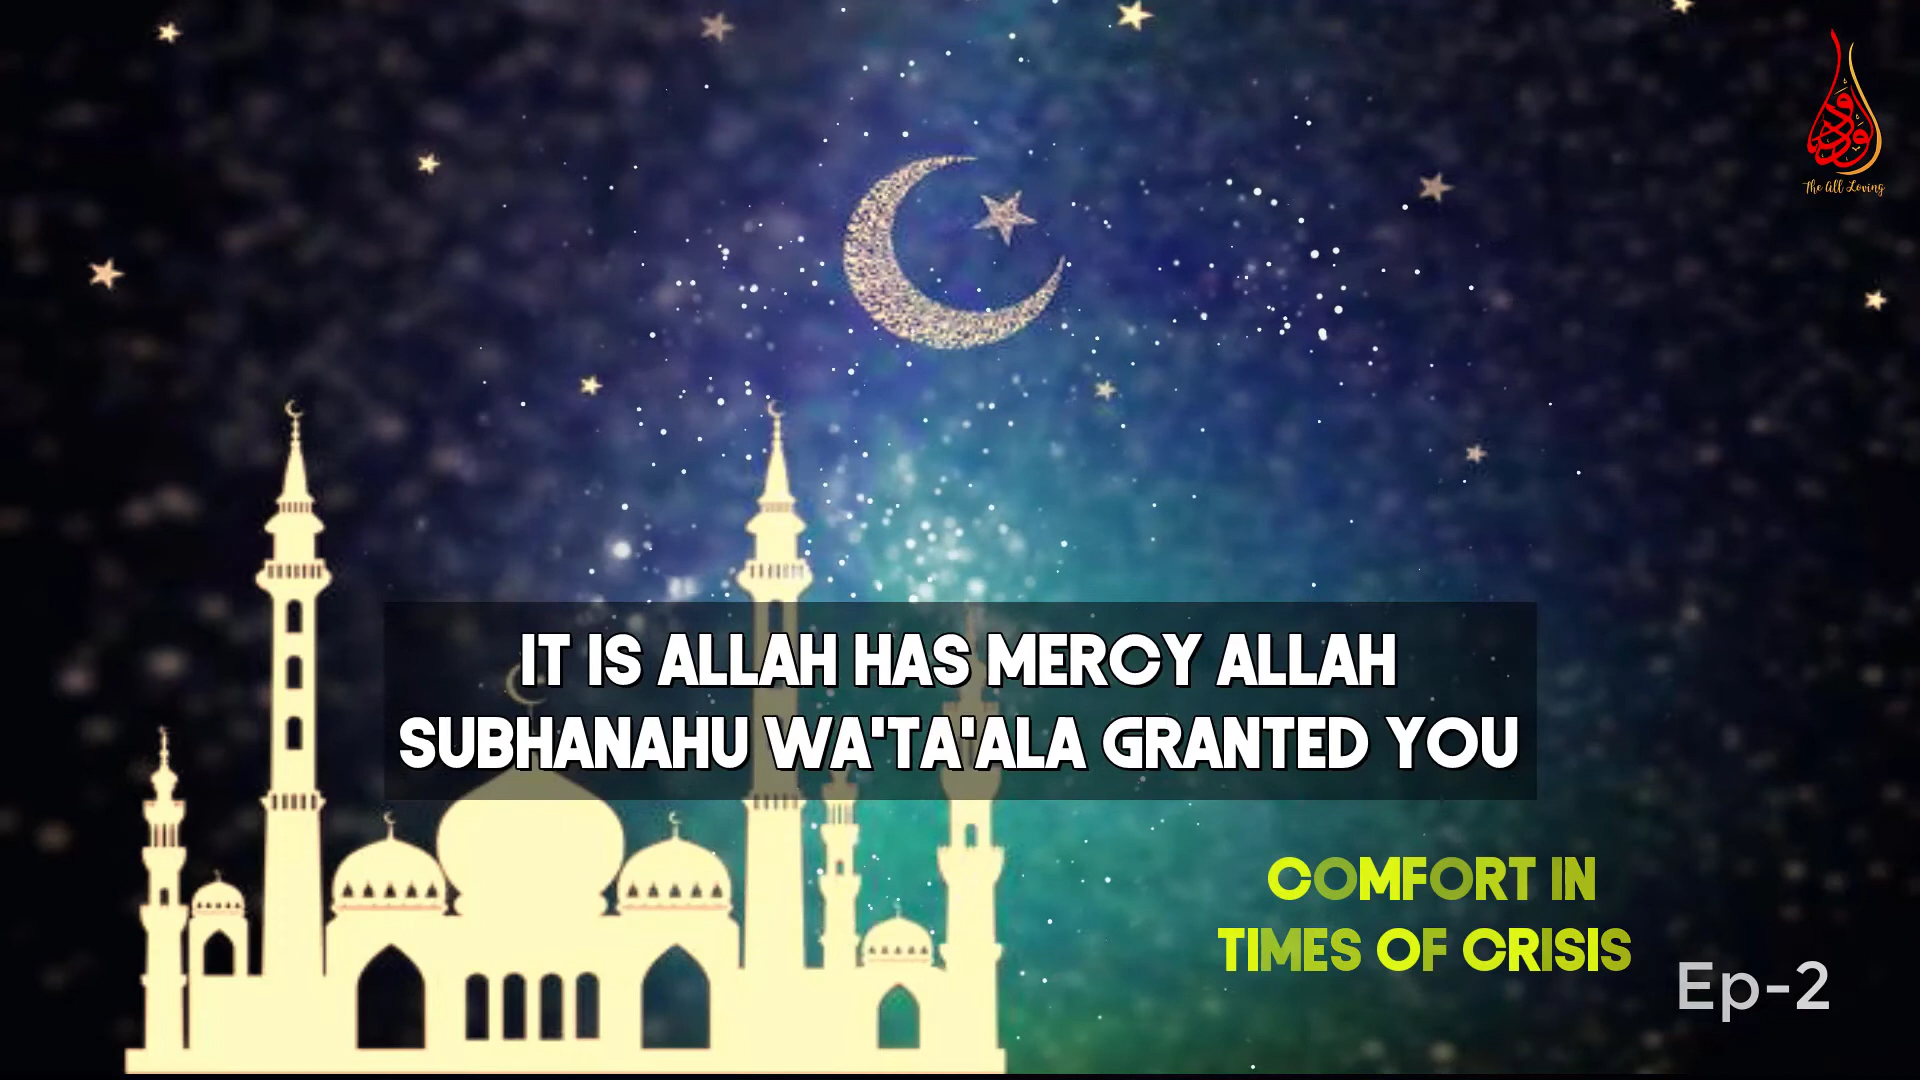 الودود
The All Loving
IT IS ALLAH HAS MERCY ALLAH
SUBHANAHU WA'TA'ALA GRANTED YOU
COMFORT IN
TIMES OF CRISIS
Ep-2